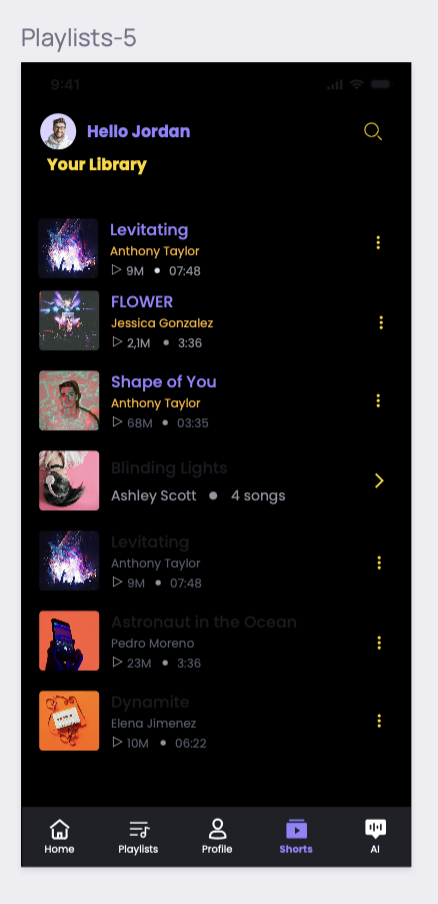 Playlists-5
9:41
Hello Jordan
Your Library
Levitating
Anthony Taylor
9M • 07:48
FLOWER
Jessica Gonzalez
2,1M • 3:36
Shape of You
Anthony Taylor
68M • 03:35
Blinding Lights
Ashley Scott • 4 songs
Levitating
Anthony Taylor
9M • 07:48
Astronaut in the Ocean
Pedro Moreno
23M • 3:36
Dynamite
Elena Jimenez
10M • 06:22
Home Playlists Profile Shorts AI